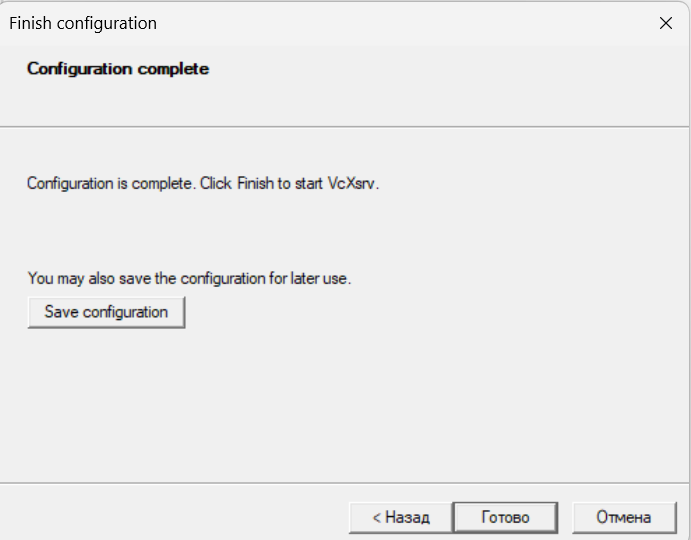 Finish configuration
Configuration complete
Configuration is complete. Click Finish to start VcXsrv.
You may also save the configuration for later use.
Save configuration
< Назад Готово Отмена